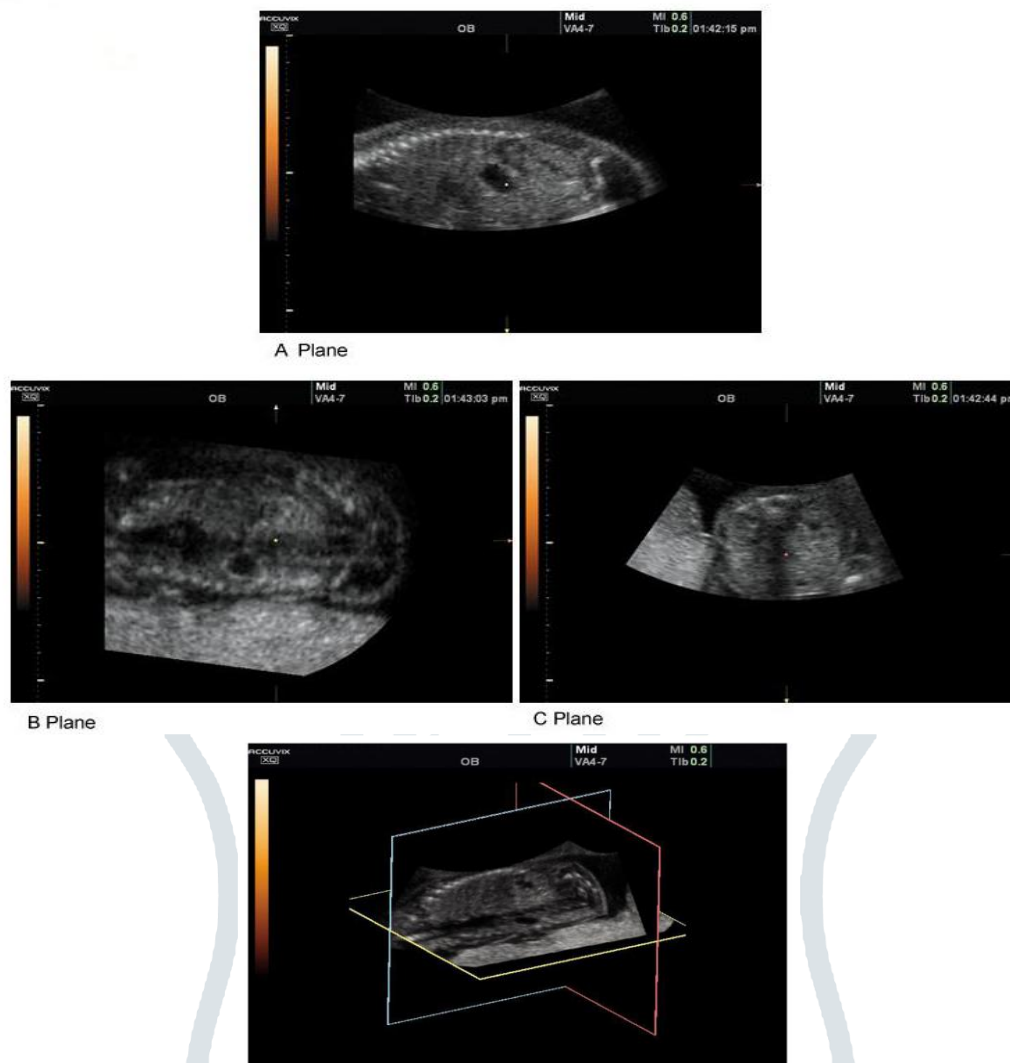 ACCUVIX
XQ
OB
Mid
VA4-7
MI 0.6
TIb 0.2
01:42:15 pm
A Plane
ACCUVIX
XQ
OB
Mid
VA4-7
MI 0.6
TIb 0.2
01:43:03 pm
B Plane
ACCUVIX
XQ
OB
Mid
VA4-7
MI 0.6
TIb 0.2
01:42:44 pm
C Plane
ACCUVIX
XQ
OB
Mid
VA4-7
MI 0.6
TIb 0.2